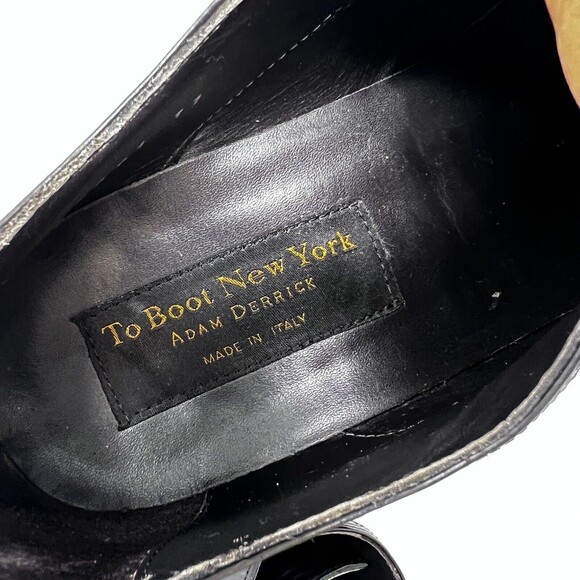 To Boot New York
ADAM DERRICK
MADE IN ITALY